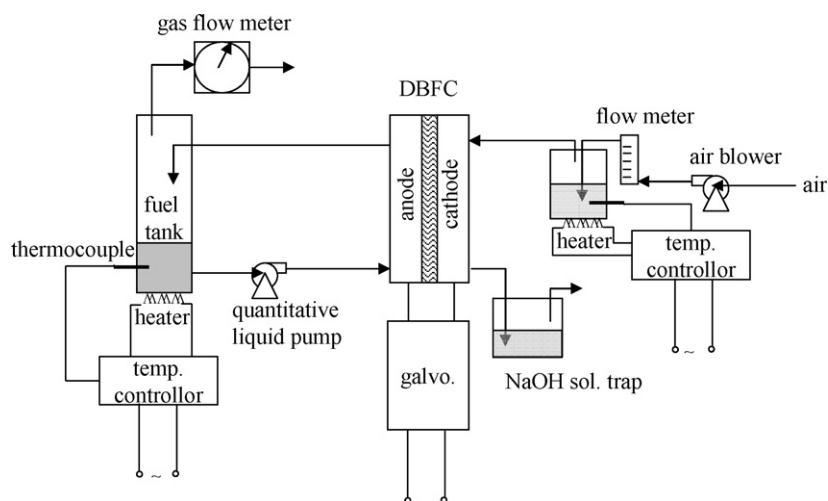 gas flow meter
DBFC
flow meter
air blower
air
fuel
tank
anode
cathode
thermocouple
heater
temp.
controllor
quantitative
liquid pump
heater
temp.
controllor
~
galvo.
NaOH sol. trap
~